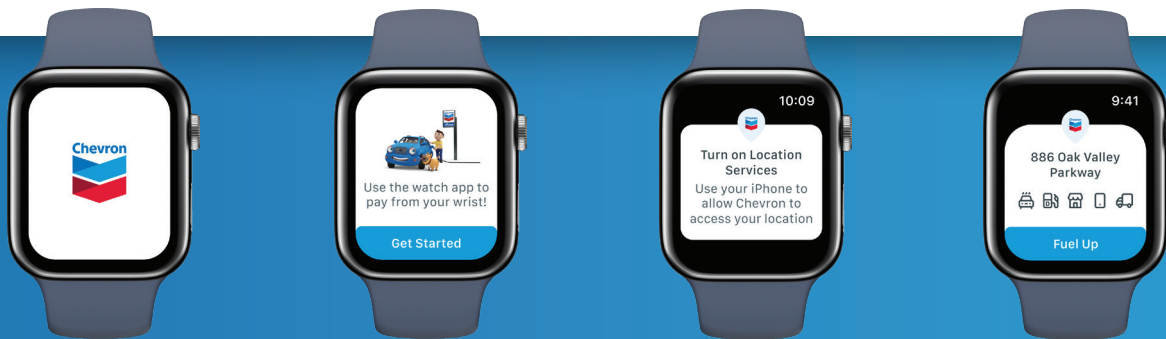 Chevron
Use the watch app to
pay from your wrist!
Get Started
10:09
Turn on Location
Services
Use your iPhone to
allow Chevron to
access your location
9:41
886 Oak Valley
Parkway
Fuel Up